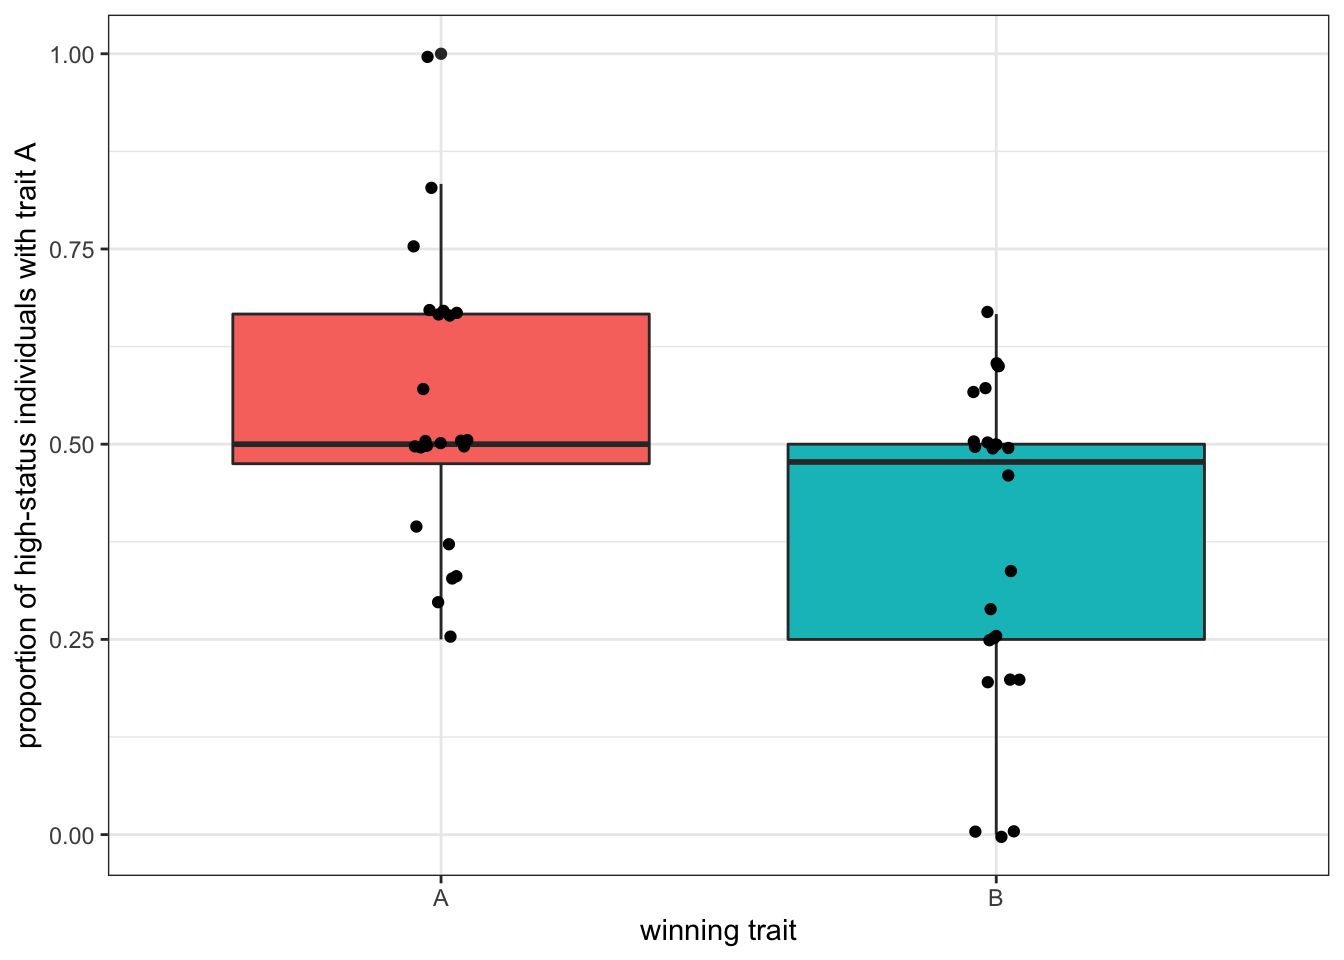 proportion of high-status individuals with trait A
1.00
0.75
0.50
0.25
0.00
A
B
winning trait